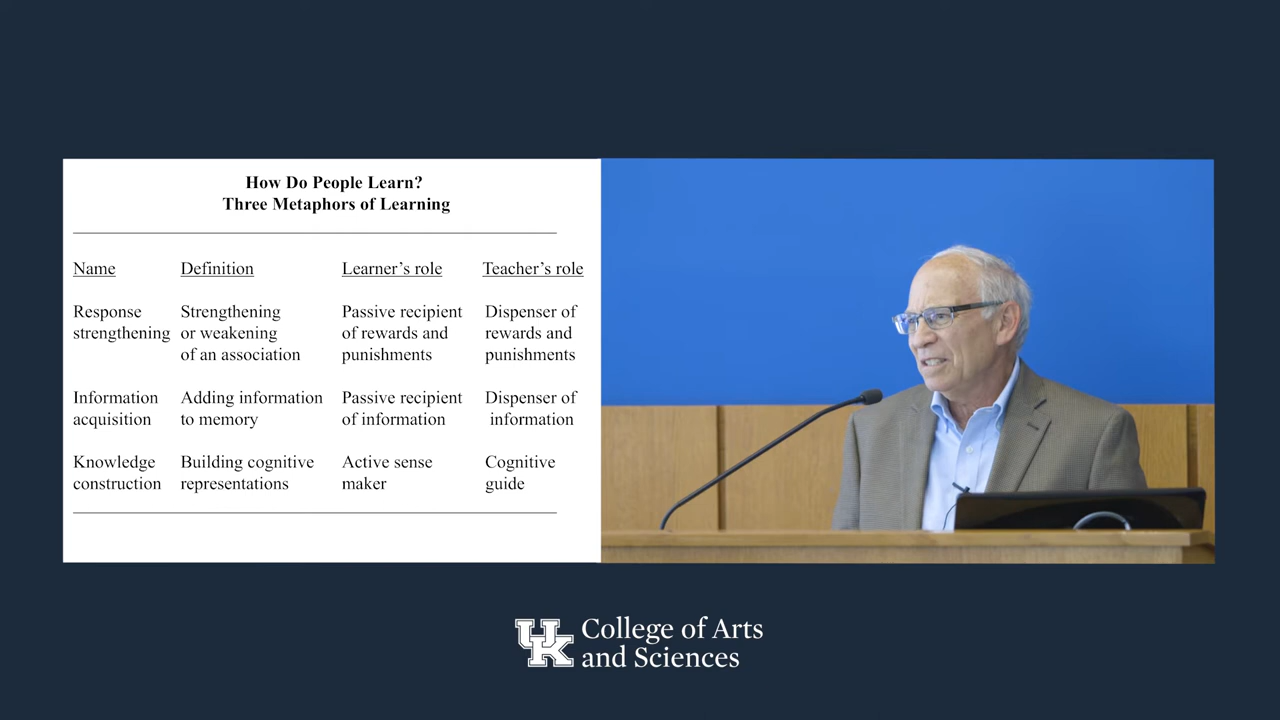 How Do People Learn?
Three Metaphors of Learning
Name Definition Learner's role Teacher's role
Response Strengthening Passive recipient Dispenser of
strengthening or weakening of rewards and rewards and
of an association punishments punishments
Information Adding information Passive recipient Dispenser of
acquisition to memory of information information
Knowledge Building cognitive Active sense Cognitive
construction representations maker guide
UK College of Arts
and Sciences